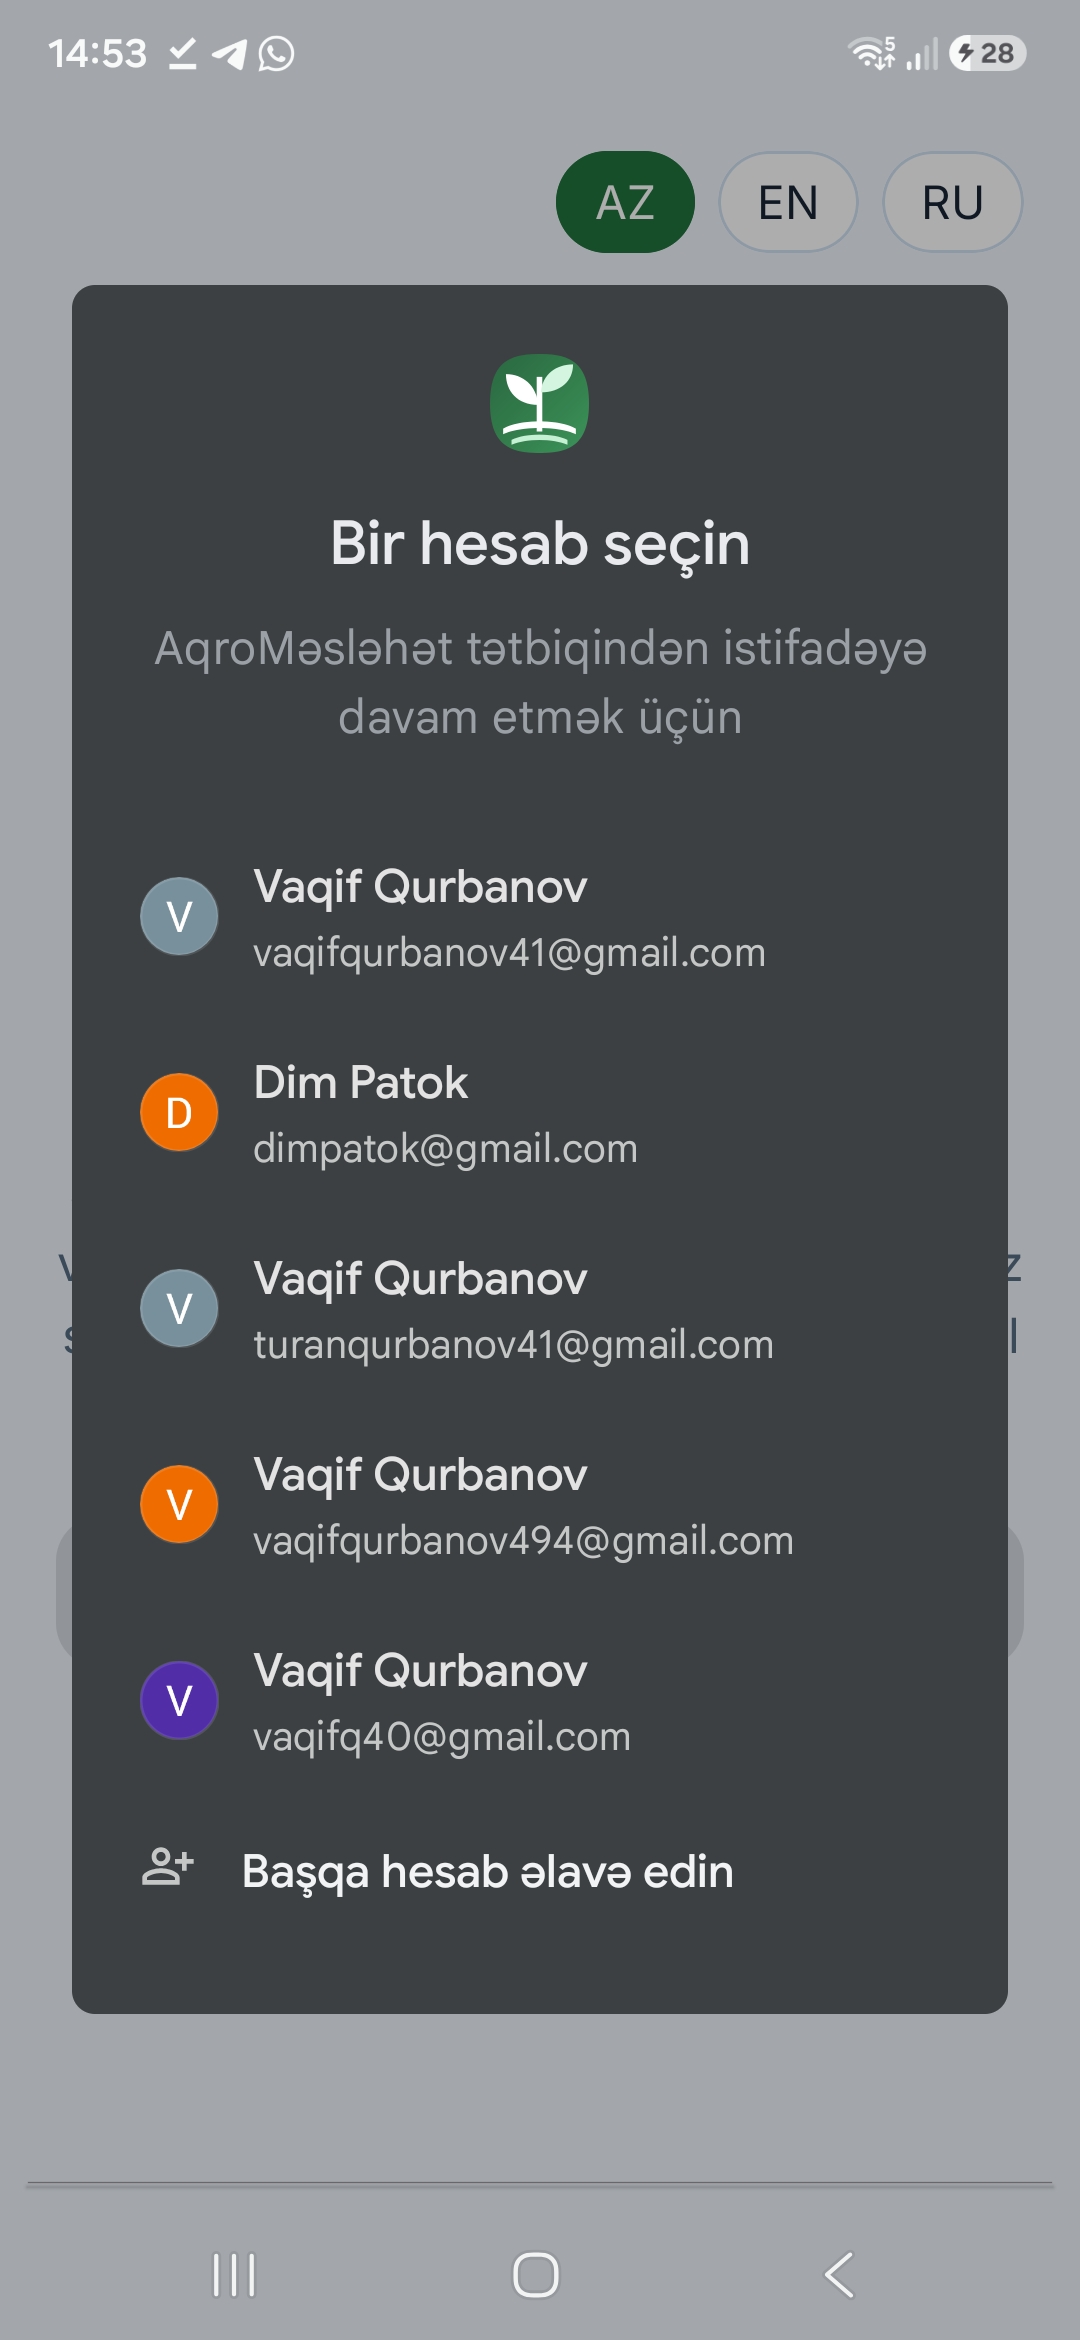 14:53
5
28
AZ
EN
RU
Bir hesab seçin
AqroMəsləhət tətbiqindən istifadəyə
davam etmək üçün
V
Vaqif Qurbanov
vaqifqurbanov41@gmail.com
D
Dim Patok
dimpatok@gmail.com
V
Vaqif Qurbanov
turanqurbanov41@gmail.com
V
Vaqif Qurbanov
vaqifqurbanov494@gmail.com
V
Vaqif Qurbanov
vaqifq40@gmail.com
Başqa hesab əlavə edin